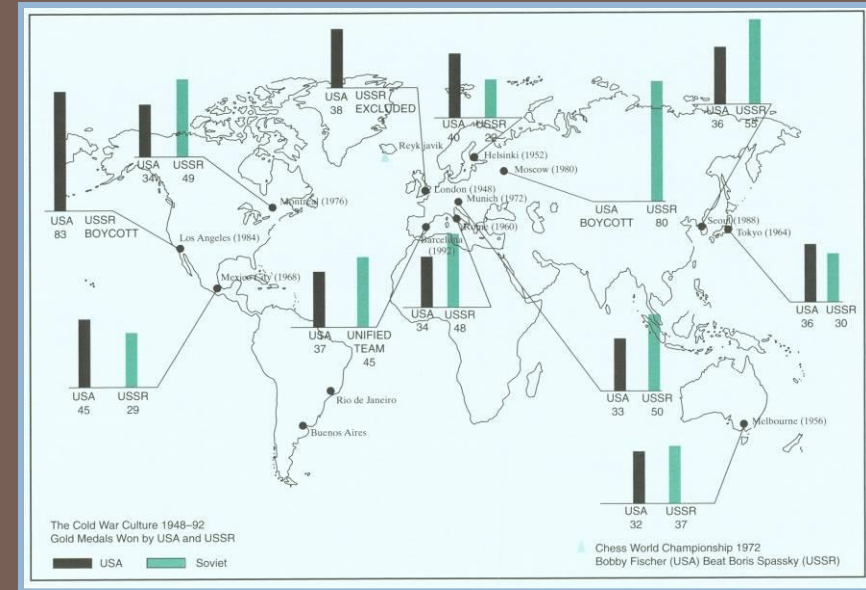 USA
38
USSR
EXCLUDED
USA
40
USSR
22
USA
36
USSR
55
USA
34
USSR
49
Reykjavik
Helsinki (1952)
Moscow (1980)
London (1948)
Munich (1972)
Montreal (1976)
USA
83
USSR
BOYCOTT
USA
BOYCOTT
USSR
80
Rome (1960)
Barcelona
(1992)
Seoul (1988)
Tokyo (1964)
Los Angeles (1984)
Mexico City (1968)
USA
34
USSR
48
USA
36
USSR
30
USA
37
UNIFIED
TEAM
45
USA
45
USSR
29
USA
33
USSR
50
Rio de Janeiro
Buenos Aires
Melbourne (1956)
USA
32
USSR
37
The Cold War Culture 1948–92
Gold Medals Won by USA and USSR
USA
Soviet
Chess World Championship 1972
Bobby Fischer (USA) Beat Boris Spassky (USSR)